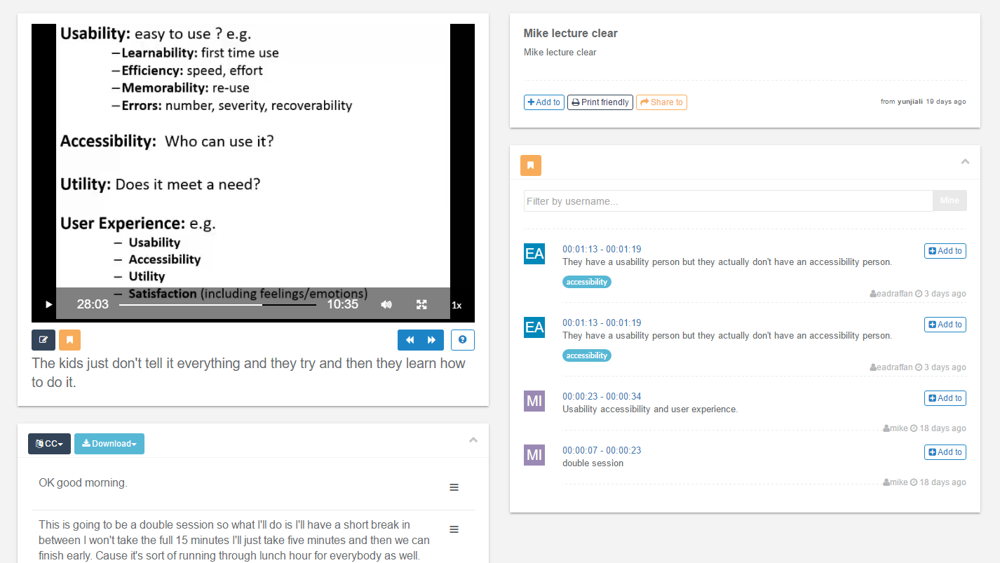 Usability: easy to use ? e.g.
–Learnability: first time use
–Efficiency: speed, effort
–Memorability: re-use
–Errors: number, severity, recoverability
Accessibility: Who can use it?
Utility: Does it meet a need?
User Experience: e.g.
– Usability
– Accessibility
– Utility
– Satisfaction (including feelings/emotions)
28:03 10:35 1x
The kids just don't tell it everything and they try and then they learn how
to do it.
CC Download
OK good morning.
This is going to be a double session so what I'll do is I'll have a short break in
between I won't take the full 15 minutes I'll just take five minutes and then we can
finish early. Cause it's sort of running through lunch hour for everybody as well.
Mike lecture clear
Mike lecture clear
Add to Print friendly Share to from yunjiali 19 days ago
Filter by username... Mine
EA 00:01:13 - 00:01:19 Add to
They have a usability person but they actually don't have an accessibility person.
accessibility
eadraffan 3 days ago
EA 00:01:13 - 00:01:19 Add to
They have a usability person but they actually don't have an accessibility person.
accessibility
eadraffan 3 days ago
MI 00:00:23 - 00:00:34 Add to
Usability accessibility and user experience.
mike 18 days ago
MI 00:00:07 - 00:00:23 Add to
double session
mike 18 days ago